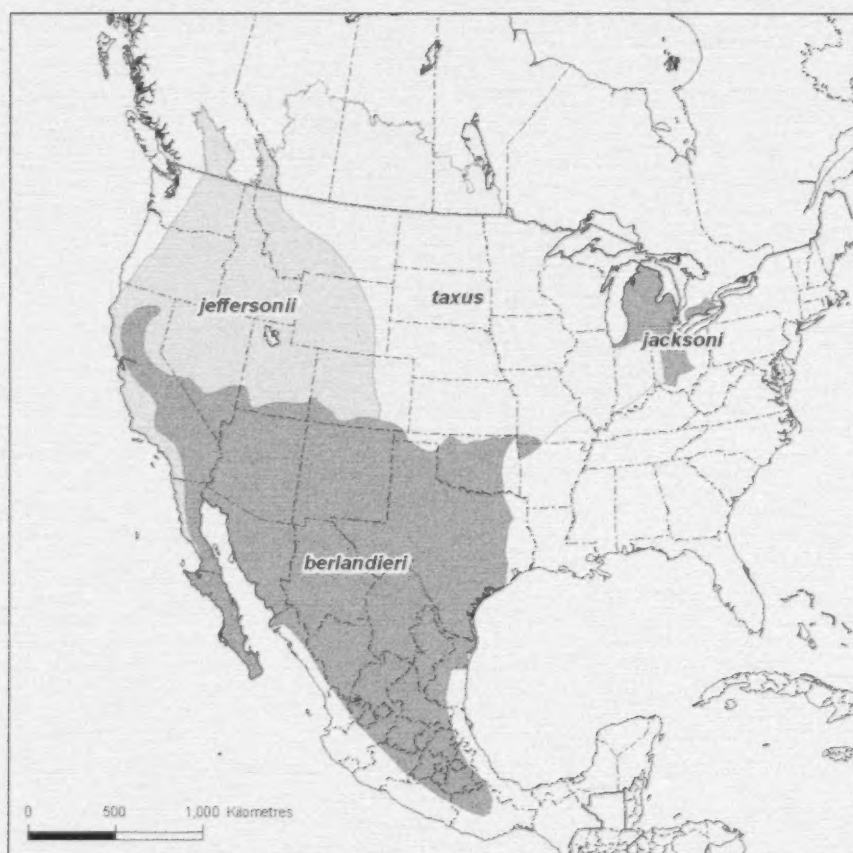 jeffersonii
taxus
jacksoni
berlandieri
0 500 1,000 Kilometres